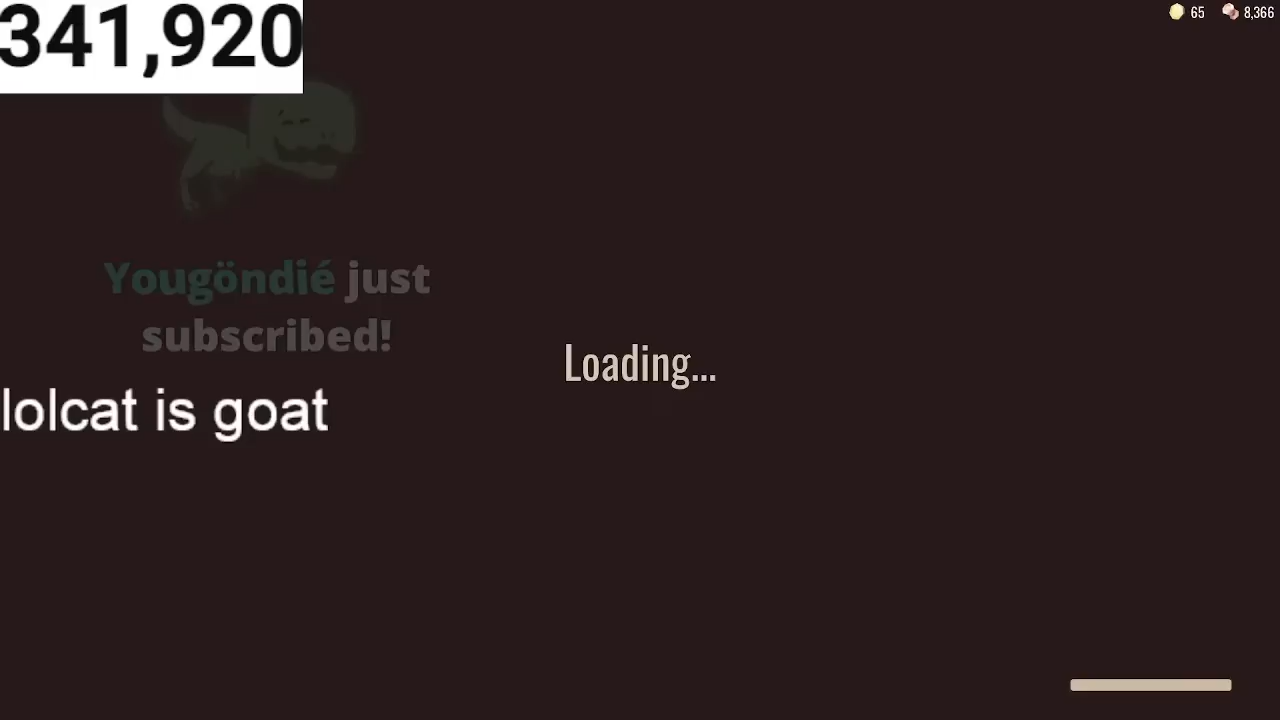 341,920
65 8,366
Yougöndié just
subscribed!
Loading...
lolcat is goat